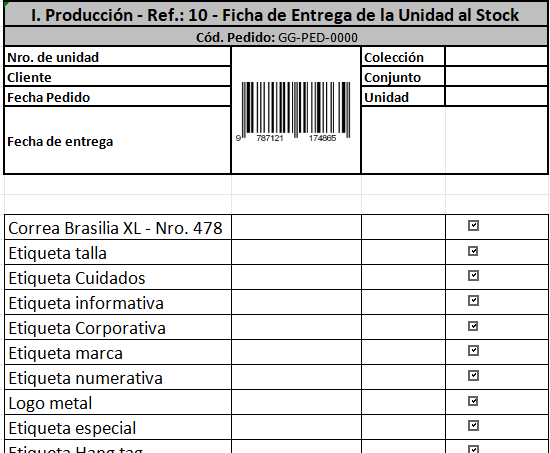 I. Producción - Ref.: 10 - Ficha de Entrega de la Unidad al Stock
Cód. Pedido: GG-PED-0000
Nro. de unidad
Colección
Cliente
Conjunto
Fecha Pedido
Unidad
9 787121 174865
Fecha de entrega
Correa Brasilia XL - Nro. 478
Etiqueta talla
Etiqueta Cuidados
Etiqueta informativa
Etiqueta Corporativa
Etiqueta marca
Etiqueta numerativa
Logo metal
Etiqueta especial
Etiqueta Hang tag